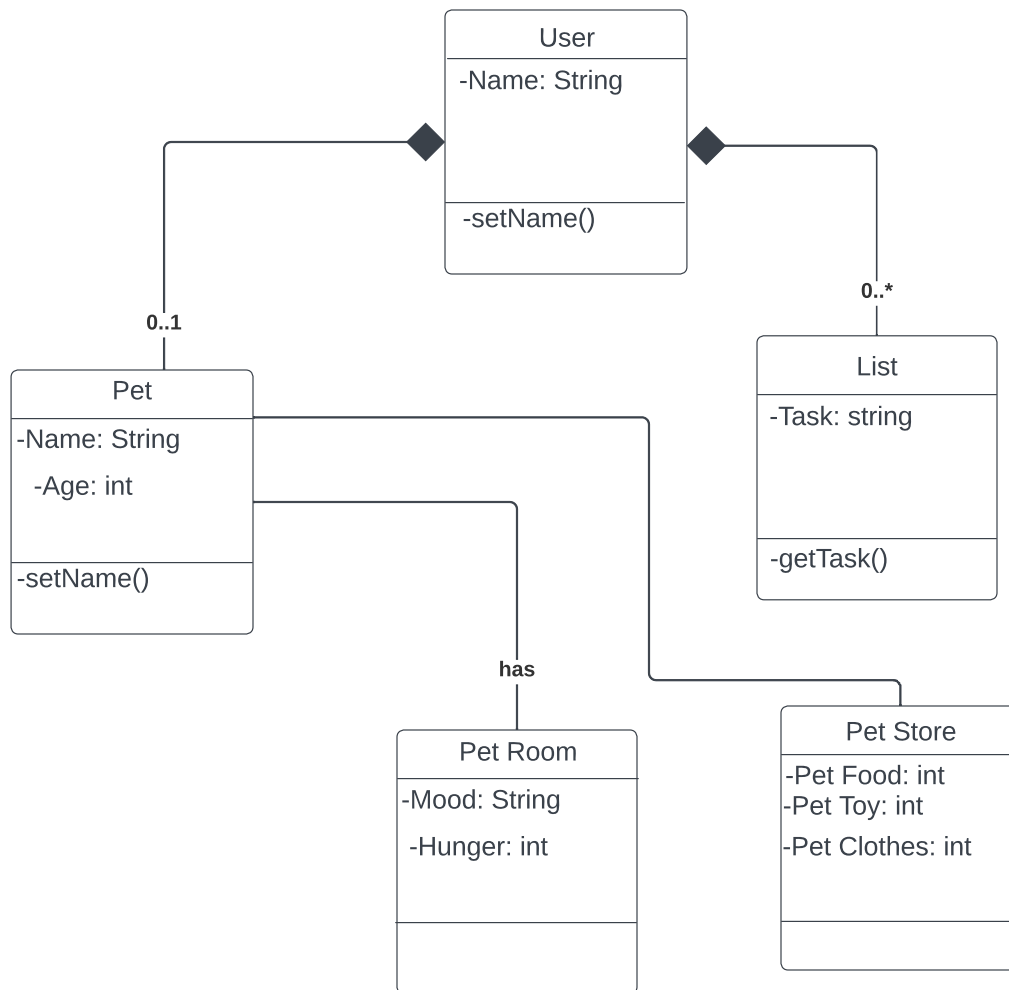 User
-Name: String
-setName()
0..1
0..*
Pet
-Name: String
-Age: int
-setName()
List
-Task: string
-getTask()
has
Pet Room
-Mood: String
-Hunger: int
Pet Store
-Pet Food: int
-Pet Toy: int
-Pet Clothes: int